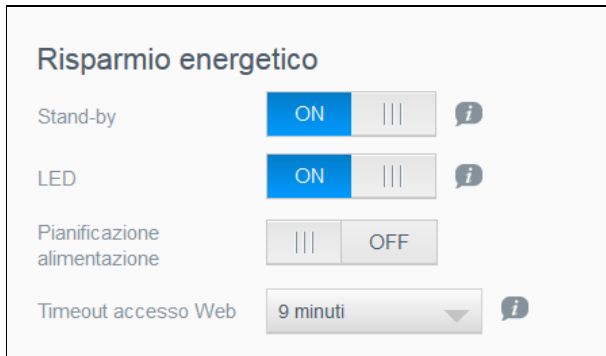 Risparmio energetico
Stand-by ON
LED ON
Pianificazione
alimentazione OFF
Timeout accesso Web 9 minuti